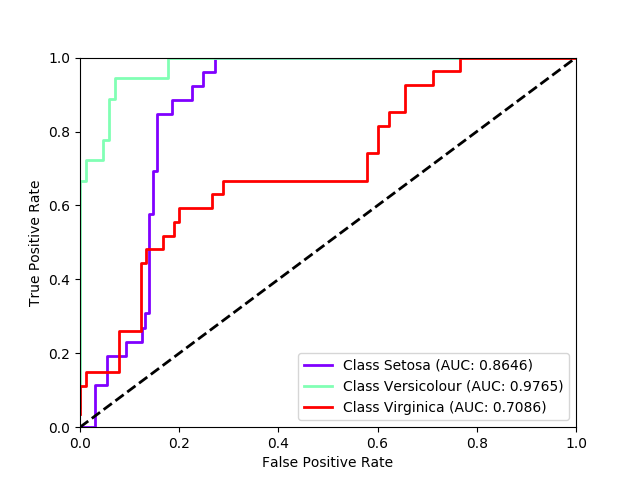 1.0
0.8
0.6
0.4
0.2
0.0
True Positive Rate
Class Setosa (AUC: 0.8646)
Class Versicolour (AUC: 0.9765)
Class Virginica (AUC: 0.7086)
0.0 0.2 0.4 0.6 0.8 1.0
False Positive Rate